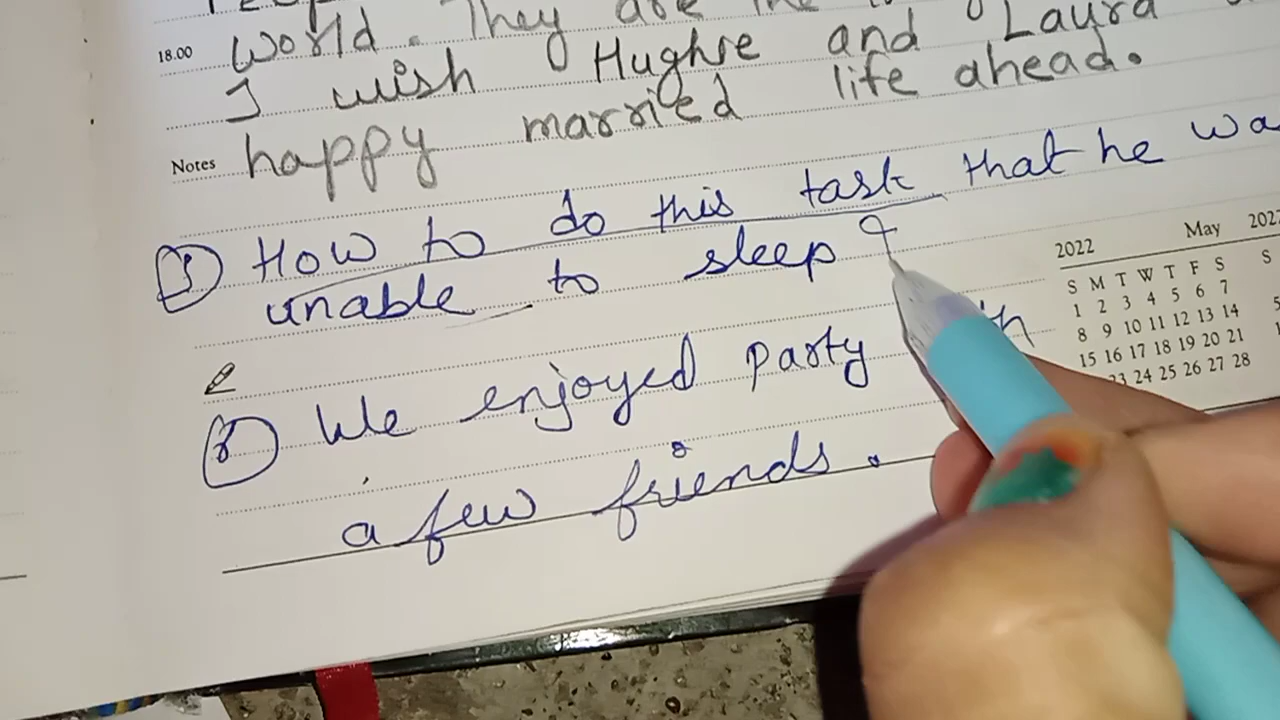 world. They are the
18.00
I wish Hughre and Laura
happy married life ahead.
Notes
① How to do this task that he wa
unable to sleep ?
② We enjoyed party
a few friends.
2022 May 202
S M T W T F S S
1 2 3 4 5 6 7
8 9 10 11 12 13 14
15 16 17 18 19 20 21
23 24 25 26 27 28